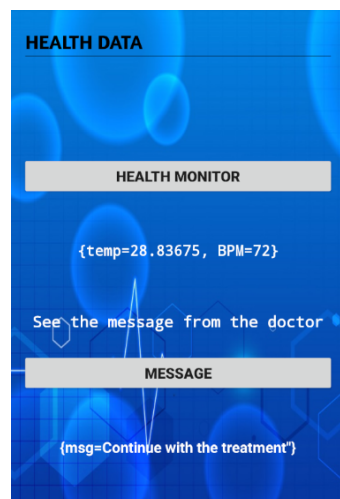 HEALTH DATA
HEALTH MONITOR
{temp=28.83675, BPM=72}
See the message from the doctor
MESSAGE
{msg=Continue with the treatment"}